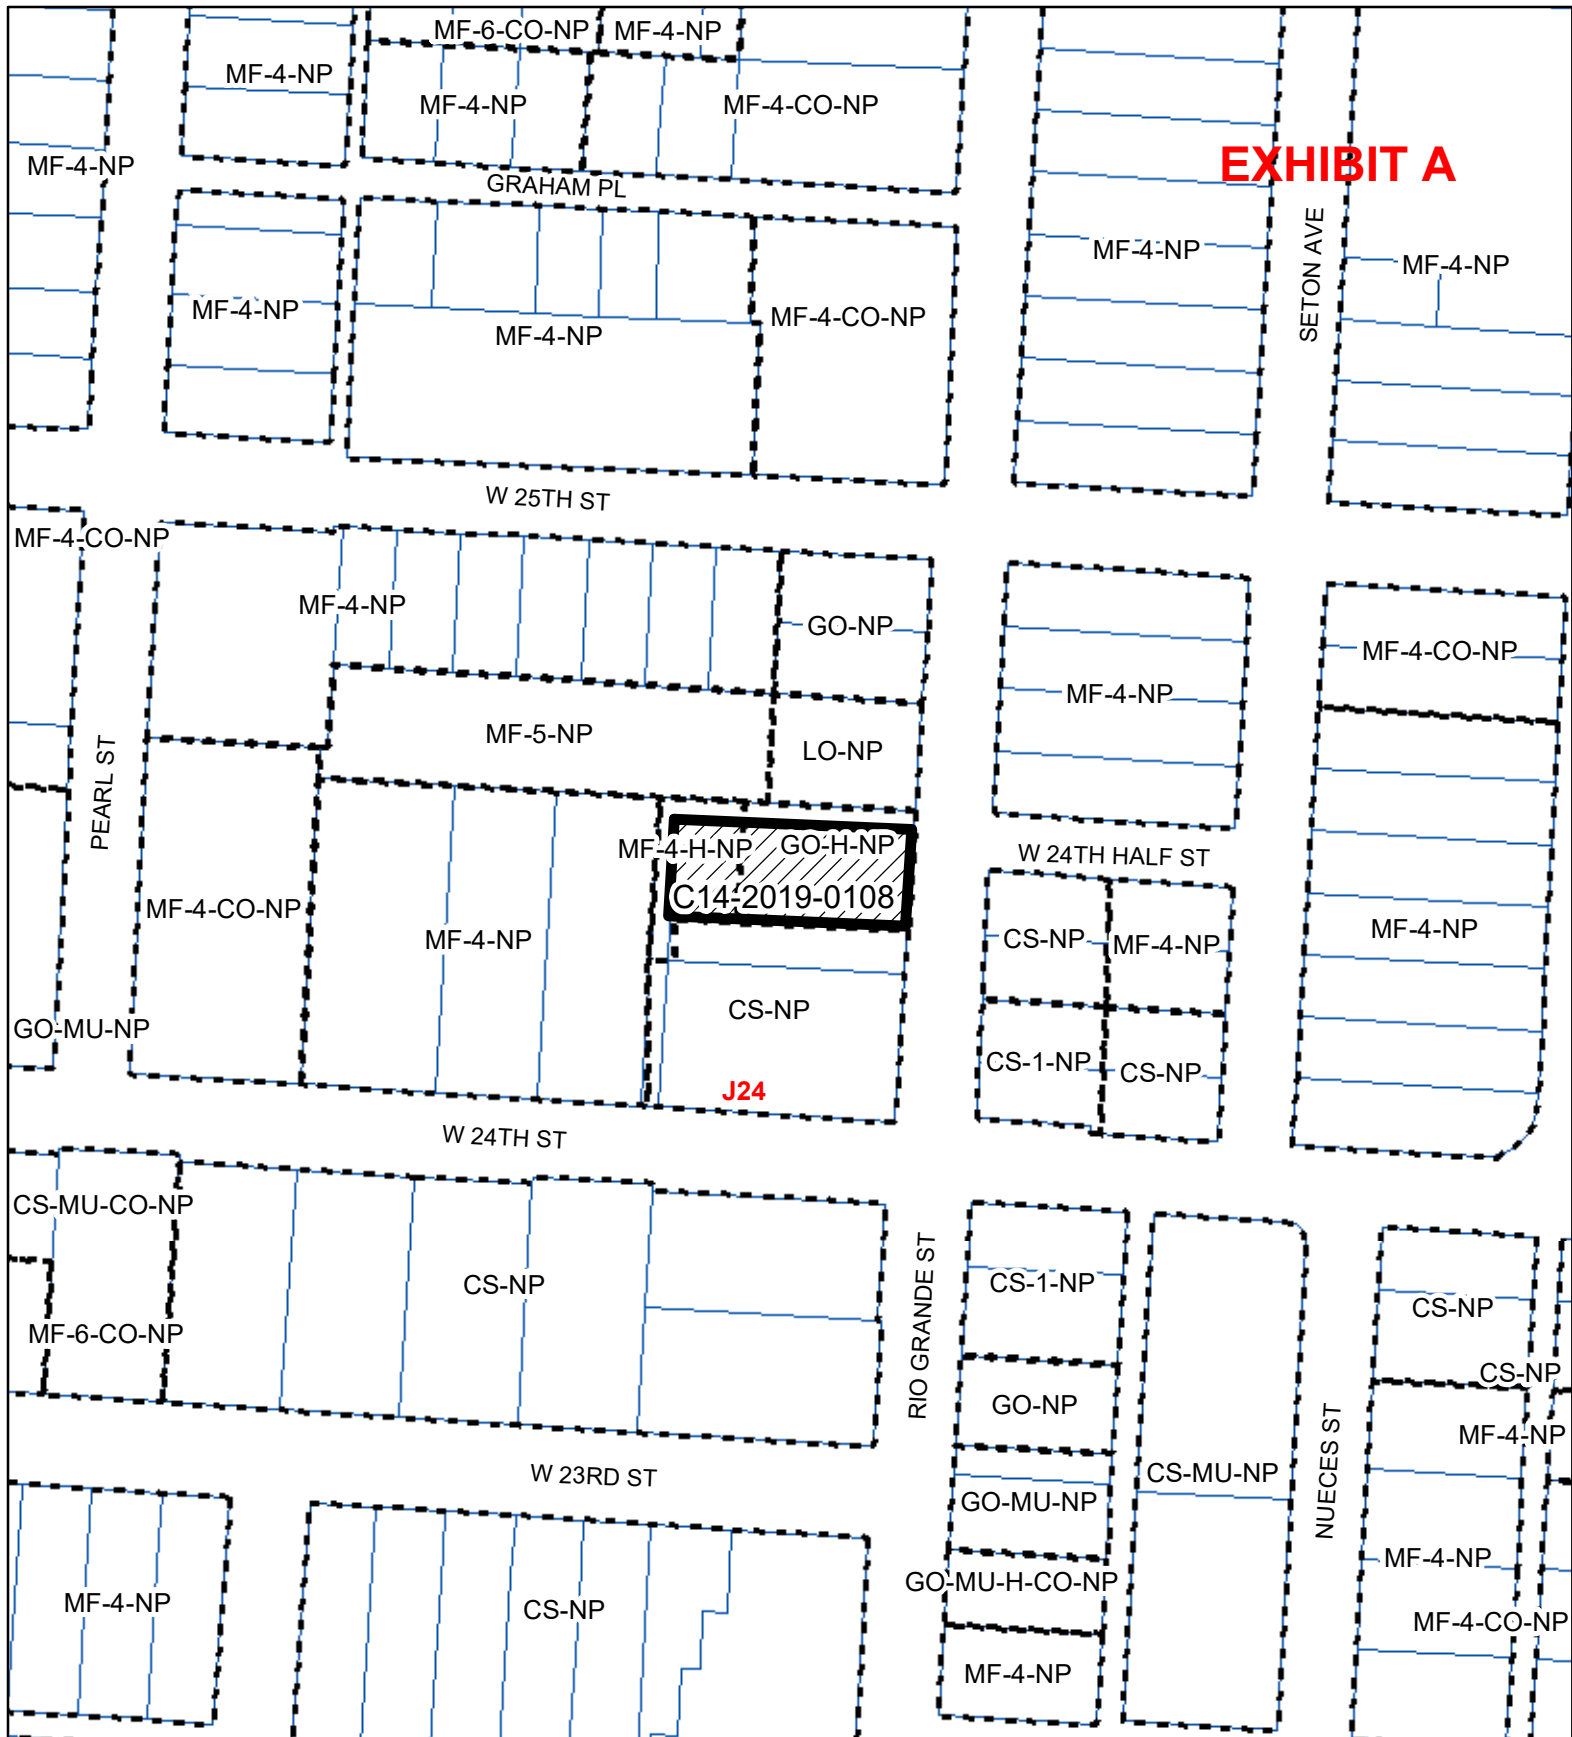 MF-6-CO-NP
MF-4-NP
MF-4-NP
MF-4-NP
MF-4-CO-NP
EXHIBIT A
MF-4-NP
GRAHAM PL
SETON AVE
MF-4-NP
MF-4-NP
MF-4-NP
MF-4-NP
MF-4-CO-NP
MF-4-NP
W 25TH ST
MF-4-CO-NP
MF-4-NP
GO-NP
MF-4-CO-NP
MF-4-NP
MF-5-NP
LO-NP
PEARL ST
MF-4-H-NP
GO-H-NP
W 24TH HALF ST
C14-2019-0108
MF-4-CO-NP
MF-4-NP
CS-NP
MF-4-NP
MF-4-NP
CS-NP
GO-MU-NP
CS-1-NP
CS-NP
J24
W 24TH ST
CS-MU-CO-NP
CS-NP
RIO GRANDE ST
CS-1-NP
CS-NP
MF-6-CO-NP
CS-NP
GO-NP
MF-4-NP
NUECES ST
W 23RD ST
CS-MU-NP
GO-MU-NP
MF-4-NP
GO-MU-H-CO-NP
MF-4-NP
CS-NP
MF-4-CO-NP
MF-4-NP